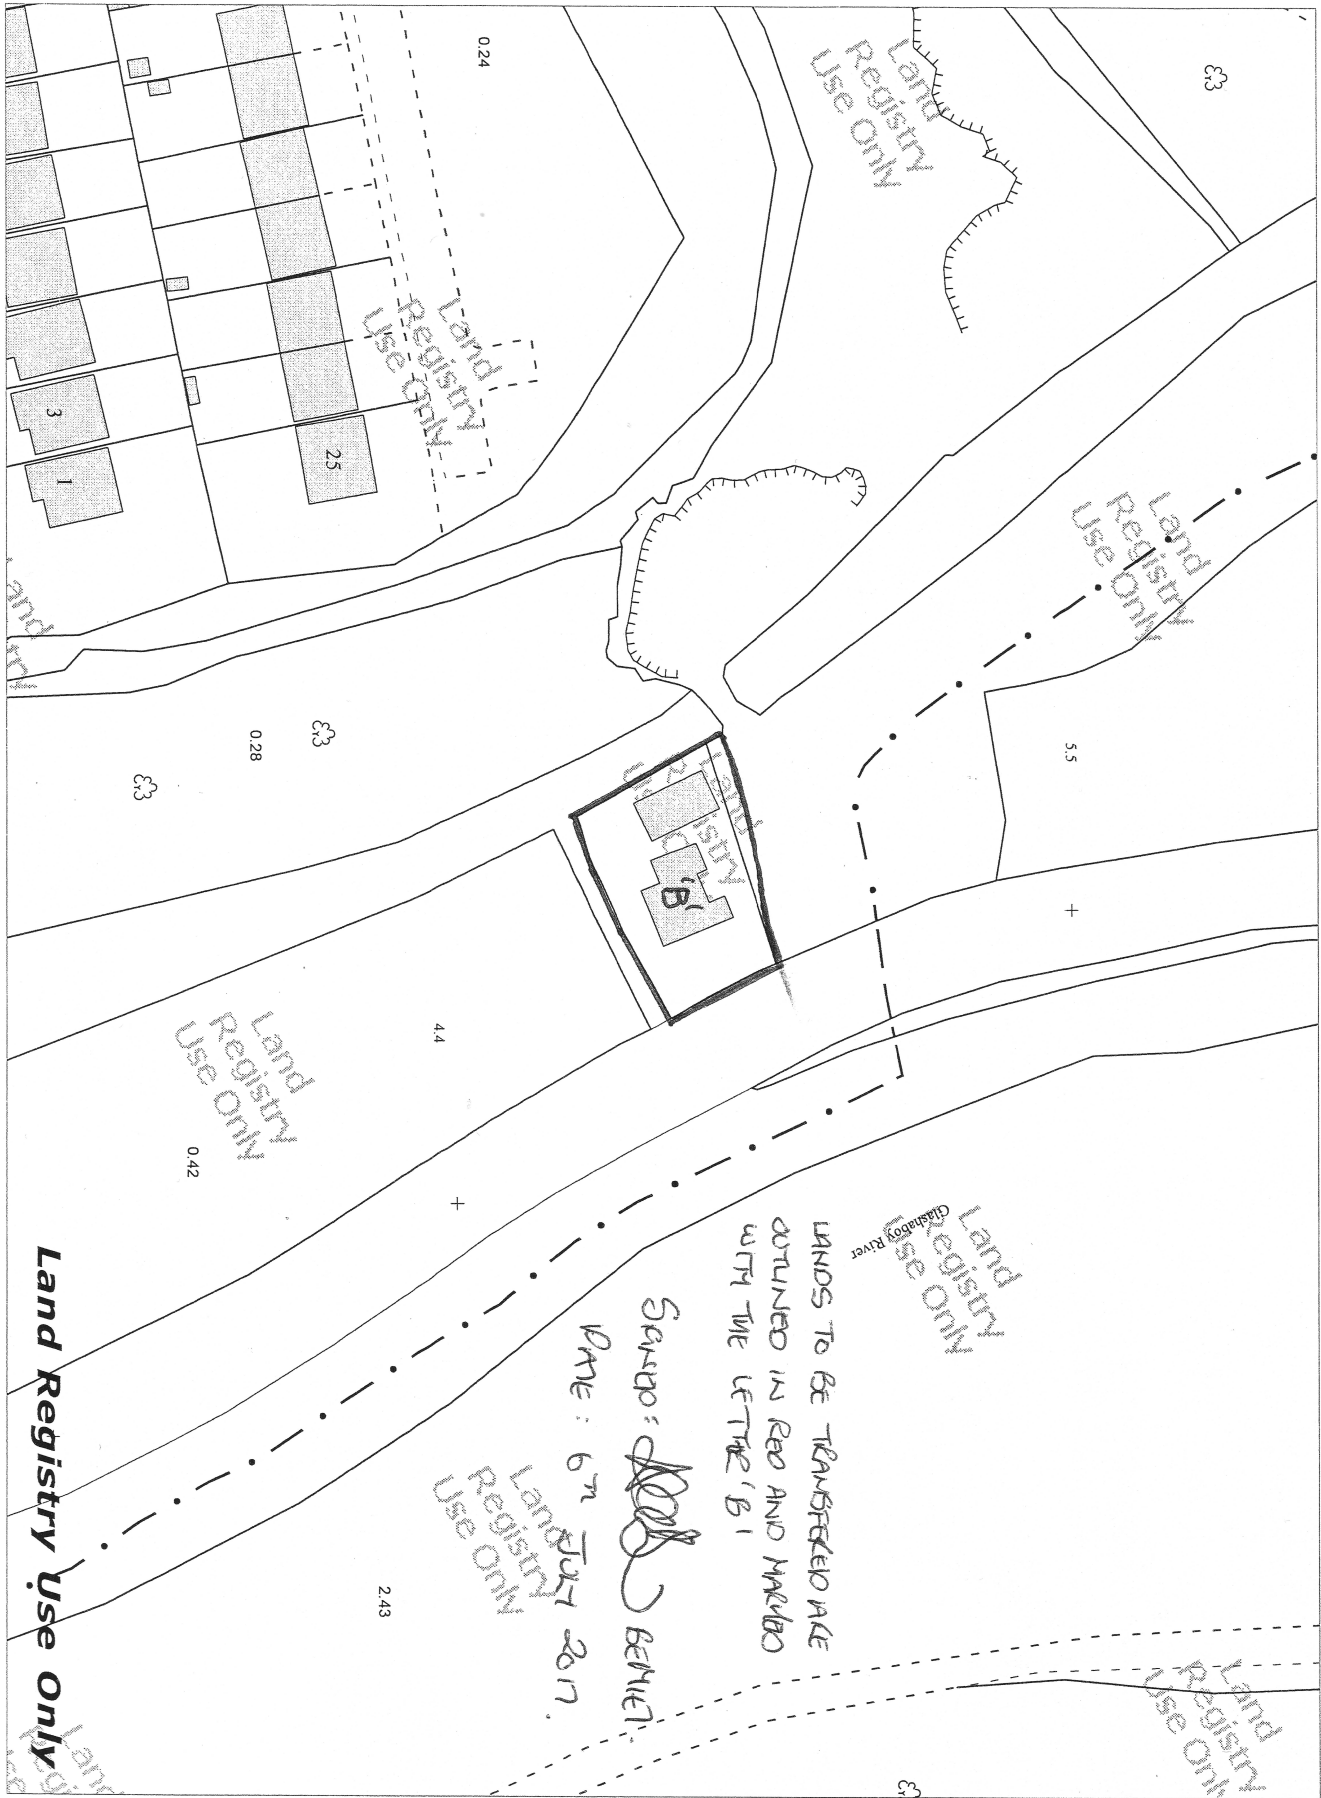 0.24
Land
Registry
Use Only
Land
Registry
Use Only
3
1
25
Land
Registry
Use Only
and
0.28
5.5
'B'
4.4
Land
Registry
Use Only
0.42
Glashaboy River
Land
Registry
Use Only
LANDS TO BE TRANSFERED ARE
OUTLINED IN RED AND MARKED
WITH THE LETTER 'B'
SIGNED:
DATE: 6th JULY 2017.
Land
Registry
Use Only
2.43
Land
Registry
Use Only
Land Registry Use Only